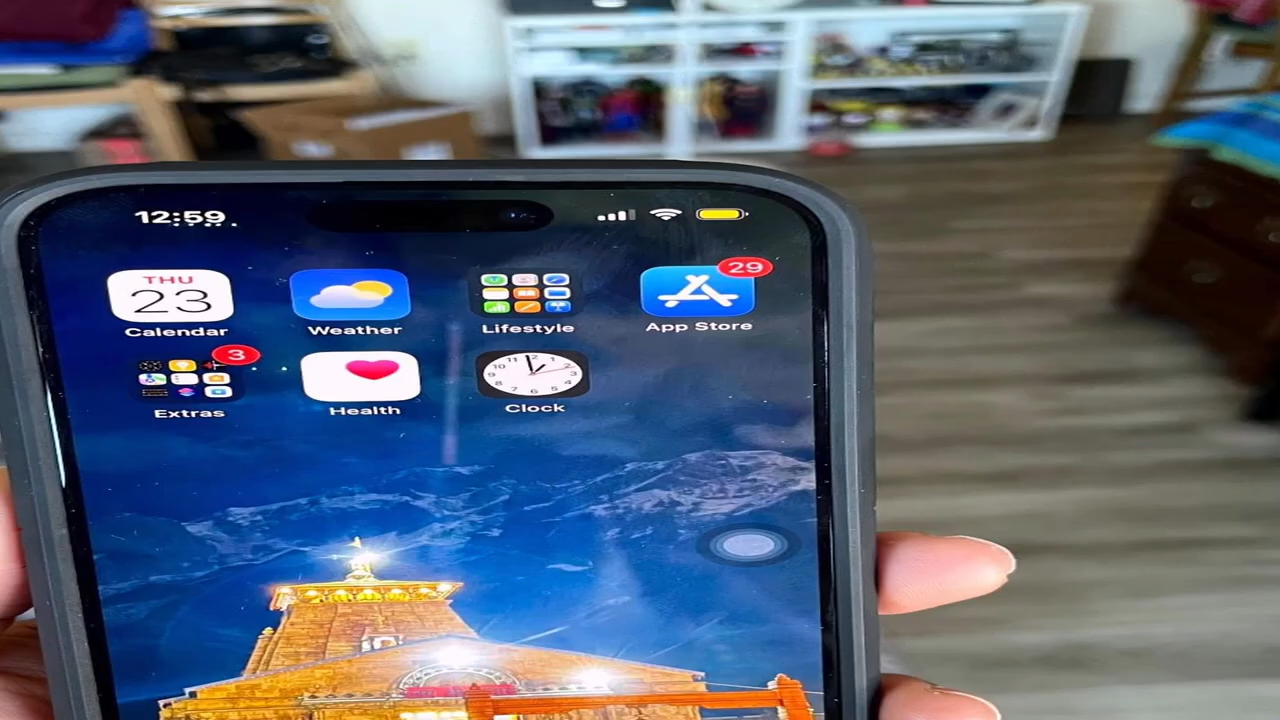 12:59
29
THU
23
Calendar
Weather
Lifestyle
App Store
3
Extras
Health
Clock